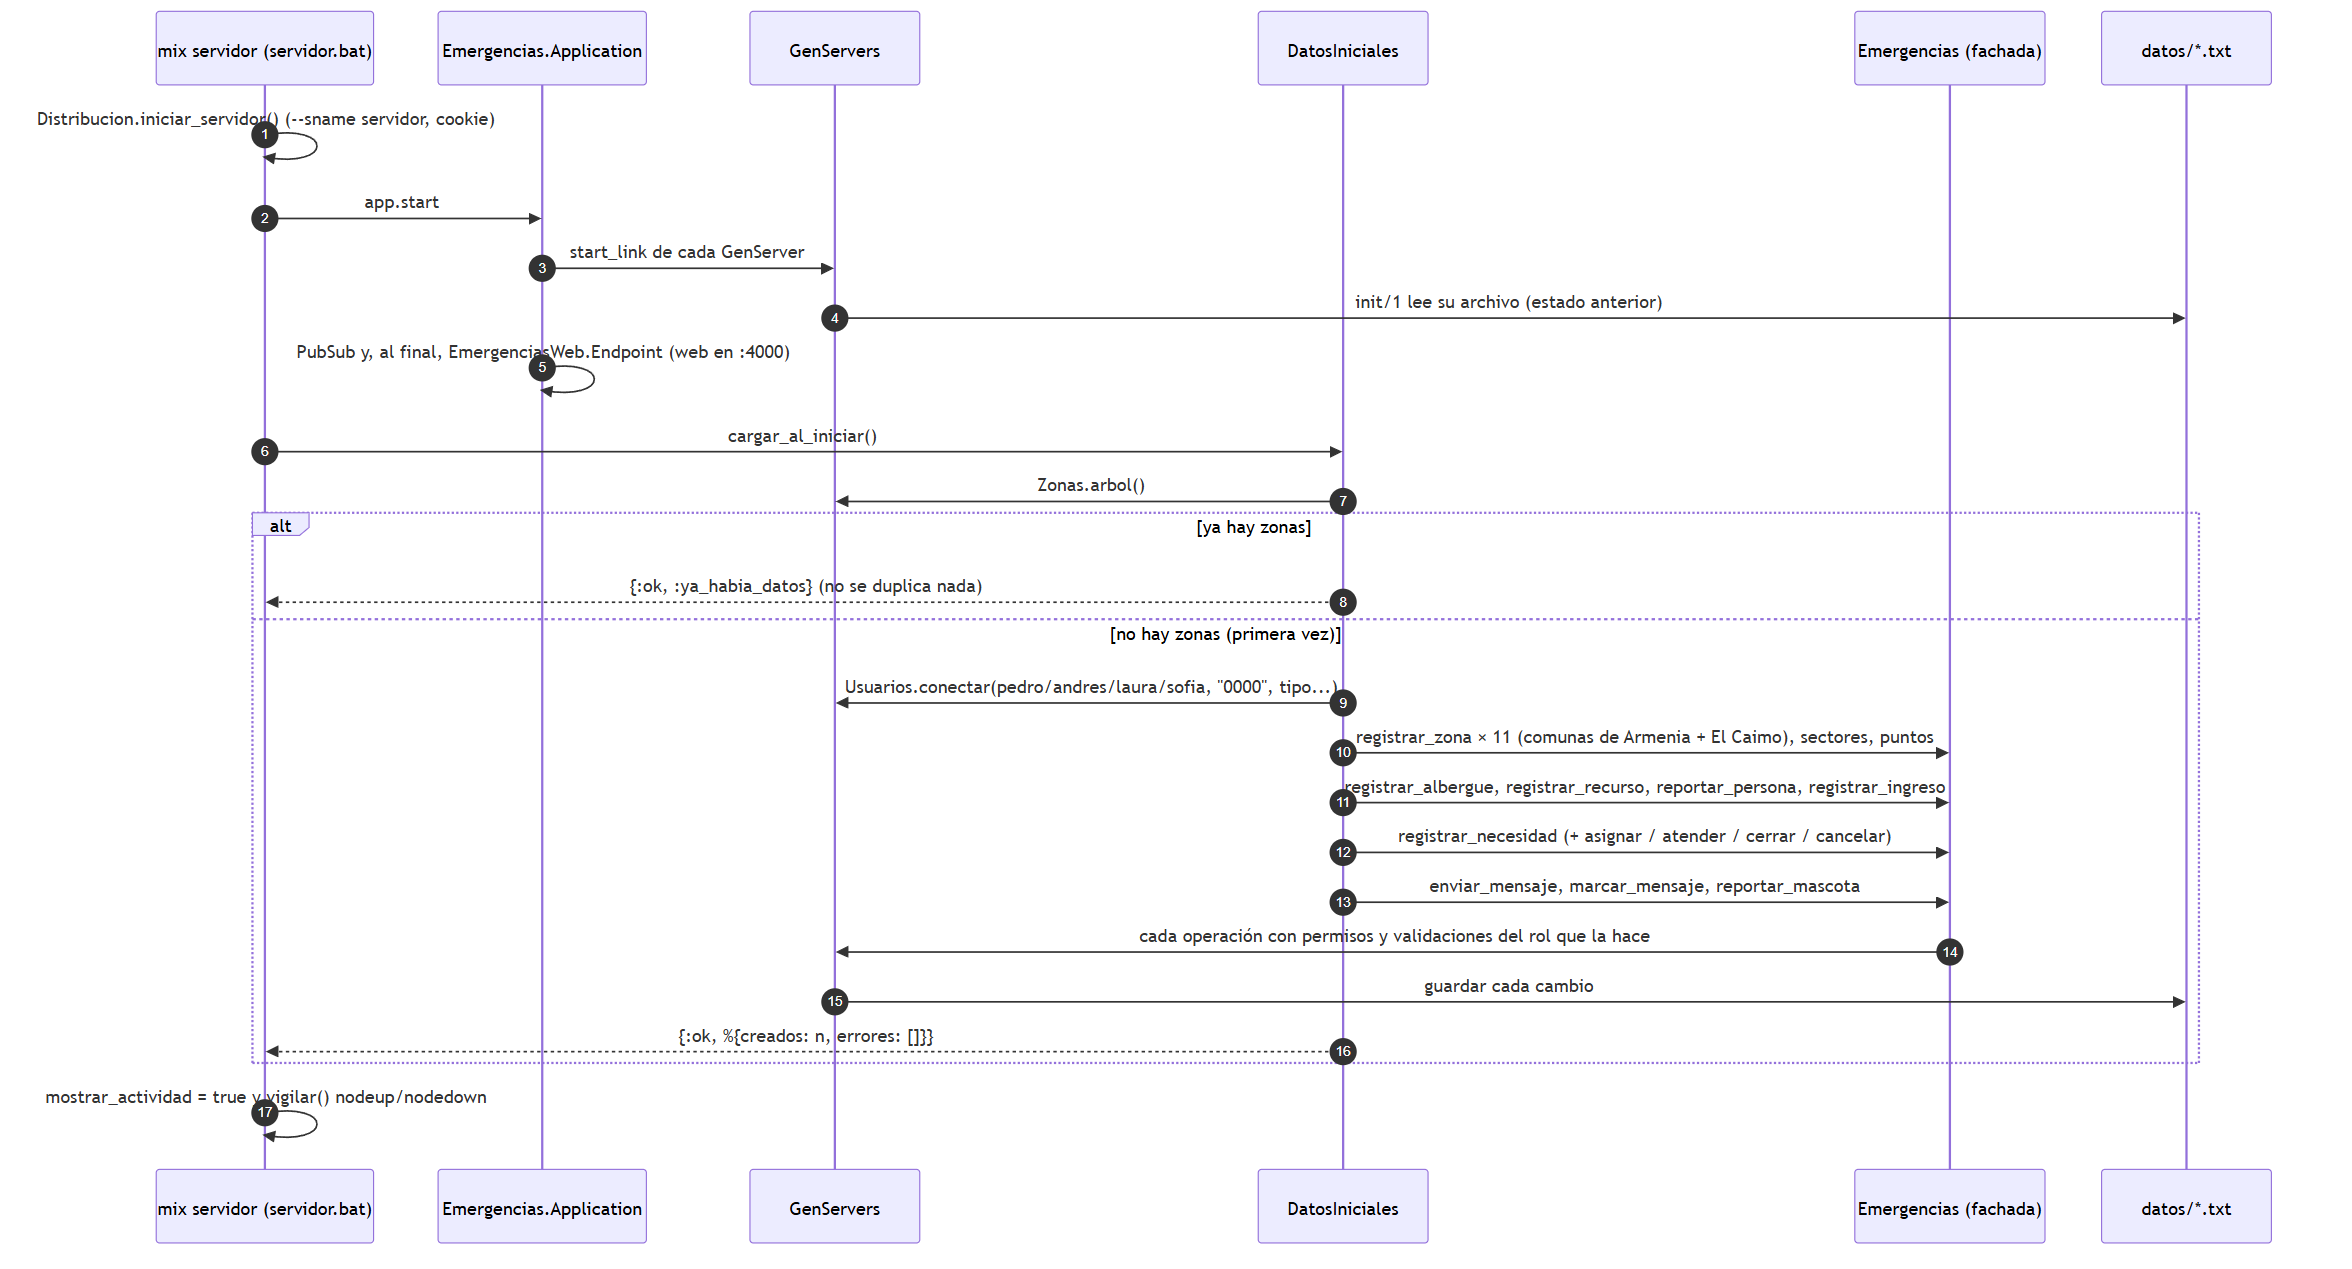 mix servidor (servidor.bat)
Emergencias.Application
GenServers
DatosIniciales
Emergencias (fachada)
datos/*.txt
Distribucion.iniciar_servidor() (--sname servidor, cookie)
1
app.start
2
start_link de cada GenServer
3
init/1 lee su archivo (estado anterior)
4
PubSub y, al final, EmergenciasWeb.Endpoint (web en :4000)
5
cargar_al_iniciar()
6
Zonas.arbol()
7
alt
[ya hay zonas]
{:ok, :ya_habia_datos} (no se duplica nada)
8
[no hay zonas (primera vez)]
Usuarios.conectar(pedro/andres/laura/sofia, "0000", tipo...)
9
registrar_zona × 11 (comunas de Armenia + El Caimo), sectores, puntos
10
registrar_albergue, registrar_recurso, reportar_persona, registrar_ingreso
11
registrar_necesidad (+ asignar / atender / cerrar / cancelar)
12
enviar_mensaje, marcar_mensaje, reportar_mascota
13
cada operación con permisos y validaciones del rol que la hace
14
guardar cada cambio
15
{:ok, %{creados: n, errores: []}}
16
mostrar_actividad = true y vigilar() nodeup/nodedown
17
mix servidor (servidor.bat)
Emergencias.Application
GenServers
DatosIniciales
Emergencias (fachada)
datos/*.txt